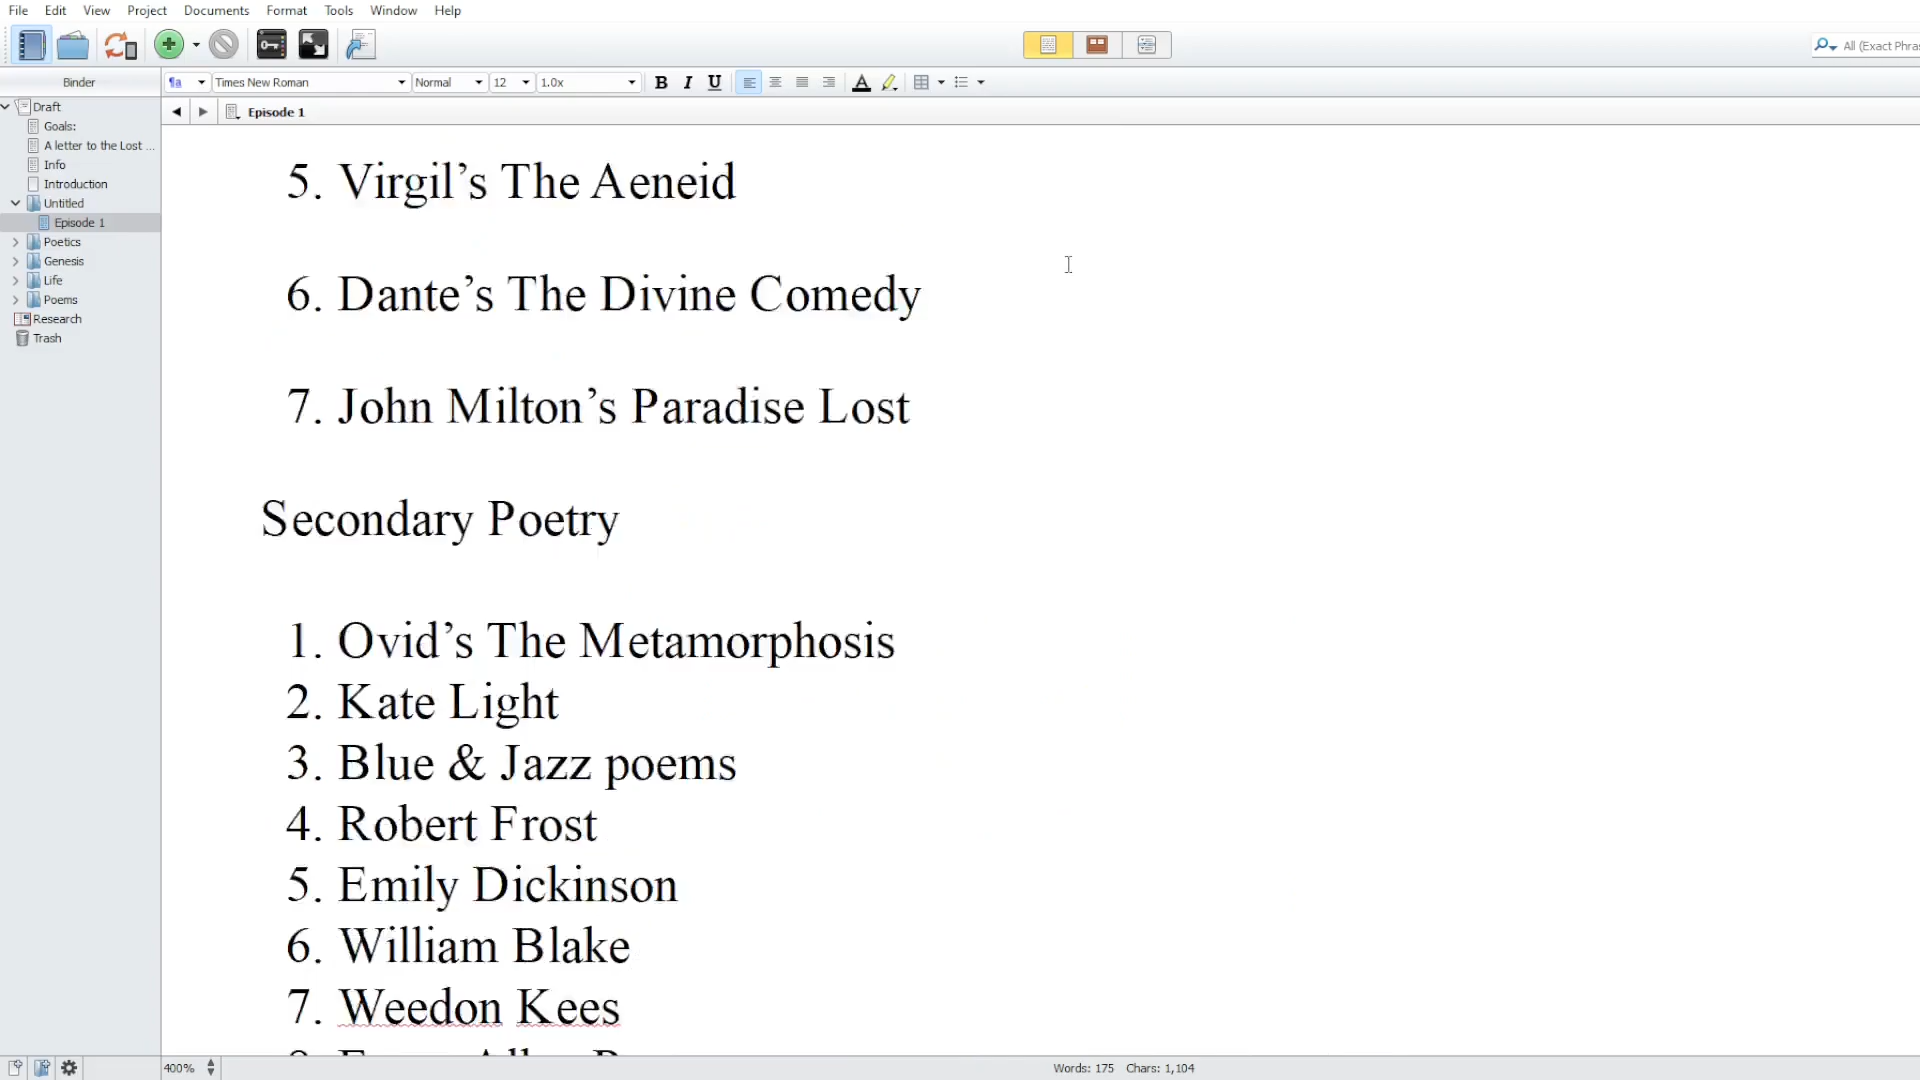 File Edit View Project Documents Format Tools Window Help
All (Exact Phras
Binder
Times New Roman Normal 12 1.0x B I U A
Draft
Goals:
A letter to the Lost ...
Info
Introduction
Untitled
Episode 1
Poetics
Genesis
Life
Poems
Research
Trash
Episode 1
5. Virgil’s The Aeneid
6. Dante’s The Divine Comedy
7. John Milton’s Paradise Lost
Secondary Poetry
1. Ovid’s The Metamorphosis
2. Kate Light
3. Blue & Jazz poems
4. Robert Frost
5. Emily Dickinson
6. William Blake
7. Weedon Kees
400%
Words: 175 Chars: 1,104